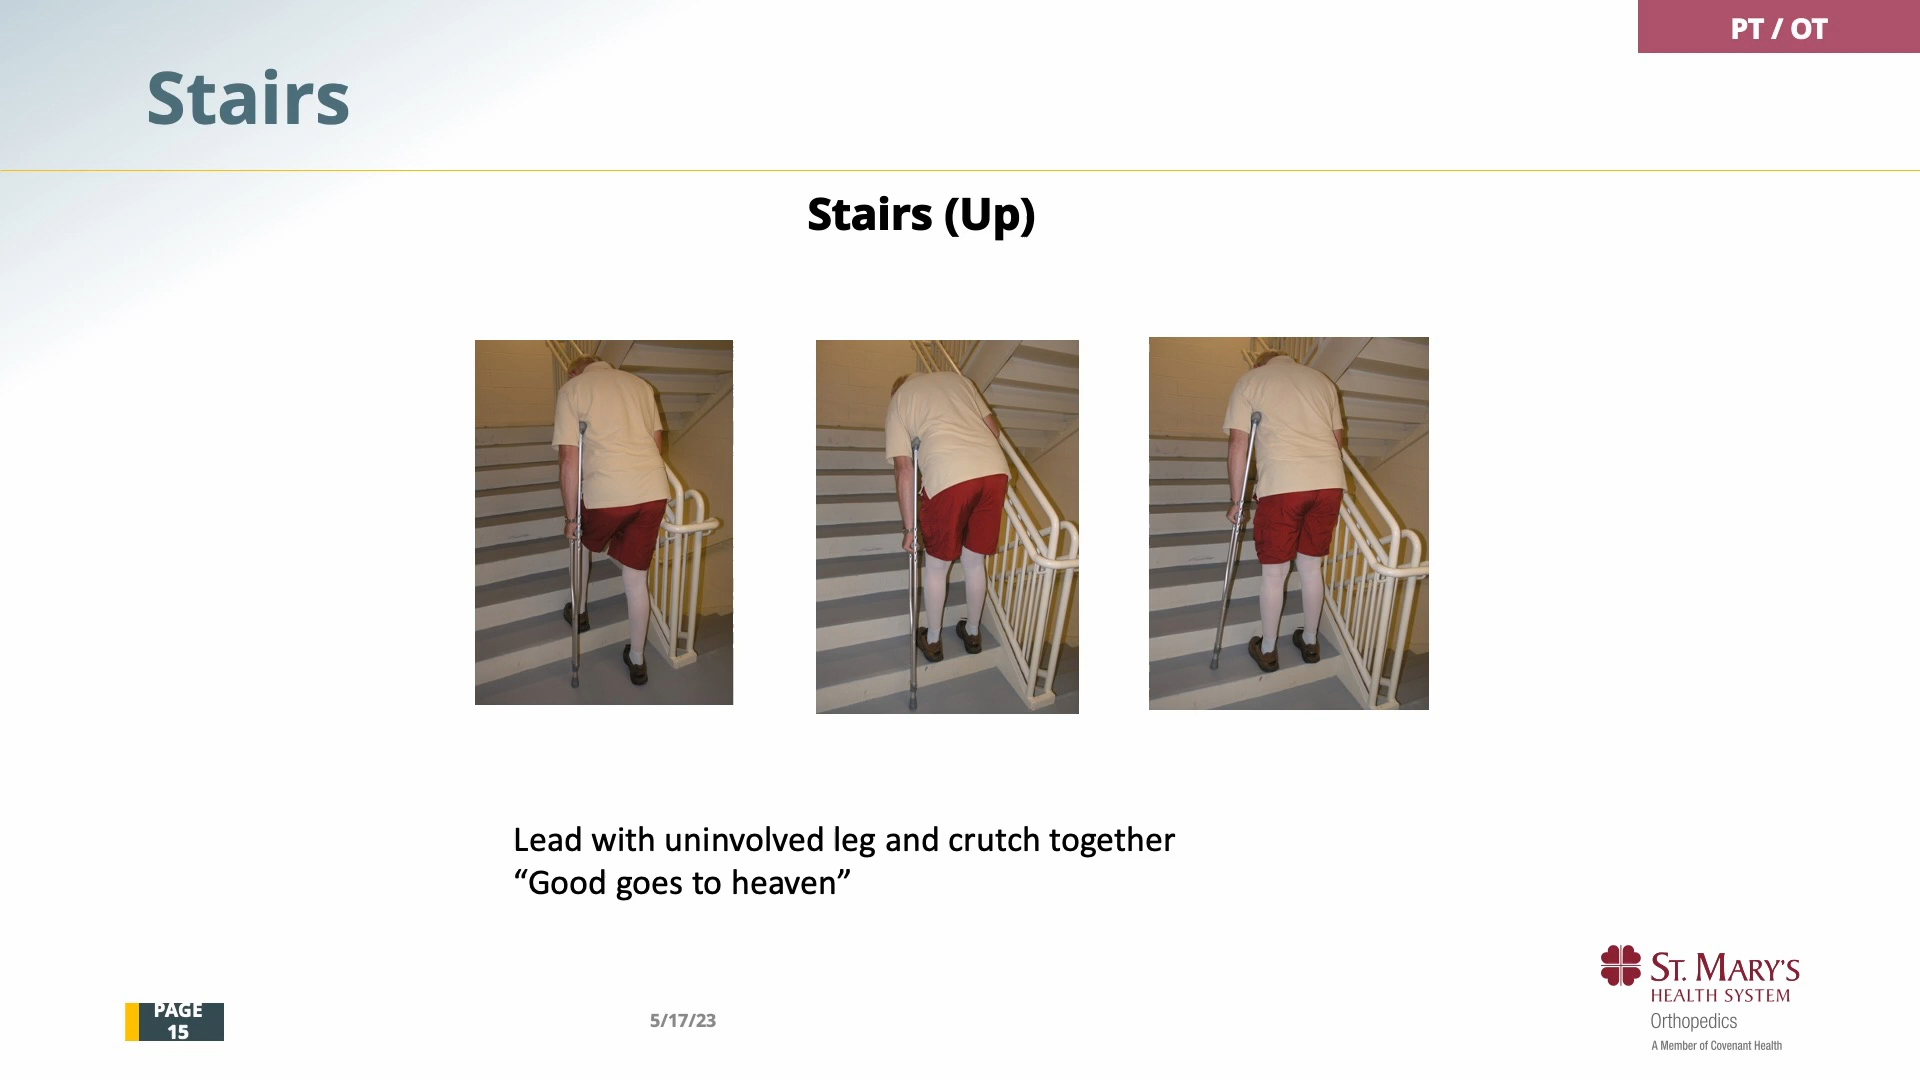 PT / OT
Stairs
Stairs (Up)
Lead with uninvolved leg and crutch together
“Good goes to heaven”
PAGE
15
5/17/23
ST. MARY'S
HEALTH SYSTEM
Orthopedics
A Member of Covenant Health